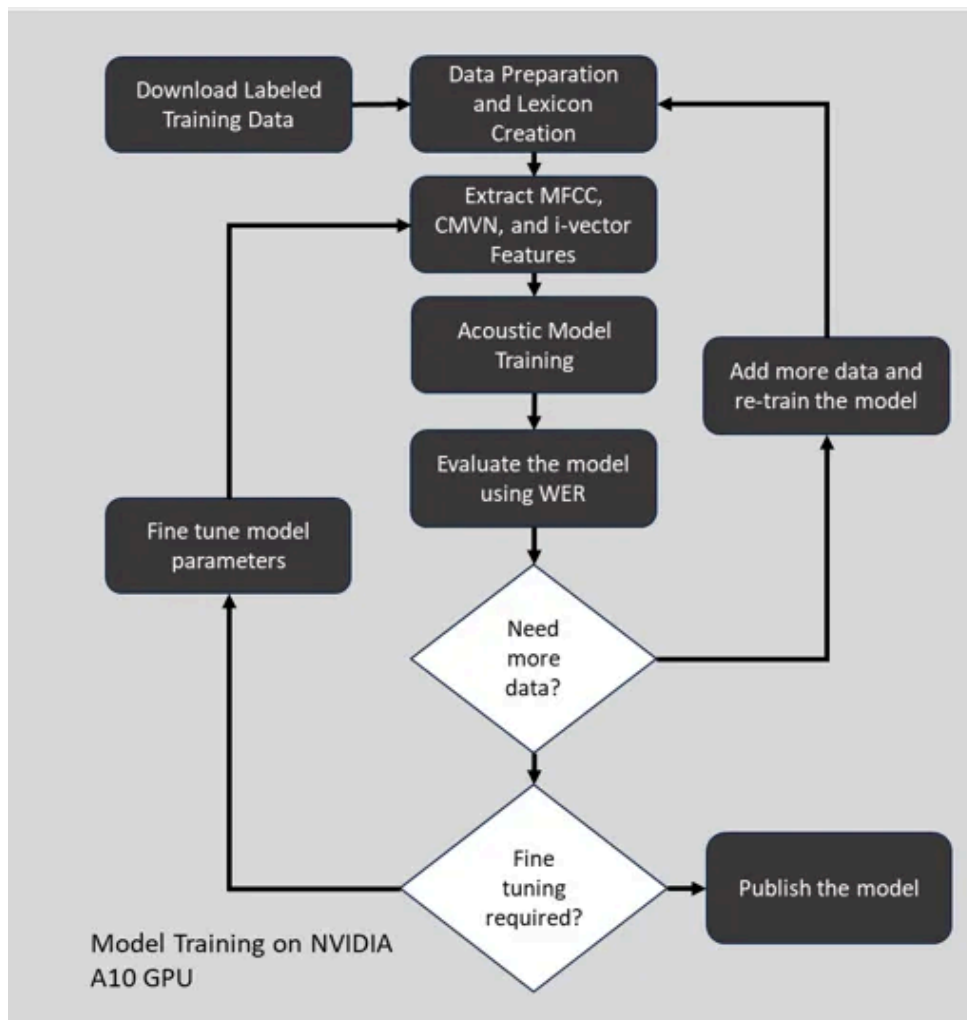 Download Labeled
Training Data
Data Preparation
and Lexicon
Creation
Extract MFCC,
CMVN, and i-vector
Features
Acoustic Model
Training
Add more data and
re-train the model
Evaluate the model
using WER
Fine tune model
parameters
Need
more
data?
Fine
tuning
required?
Publish the model
Model Training on NVIDIA
A10 GPU